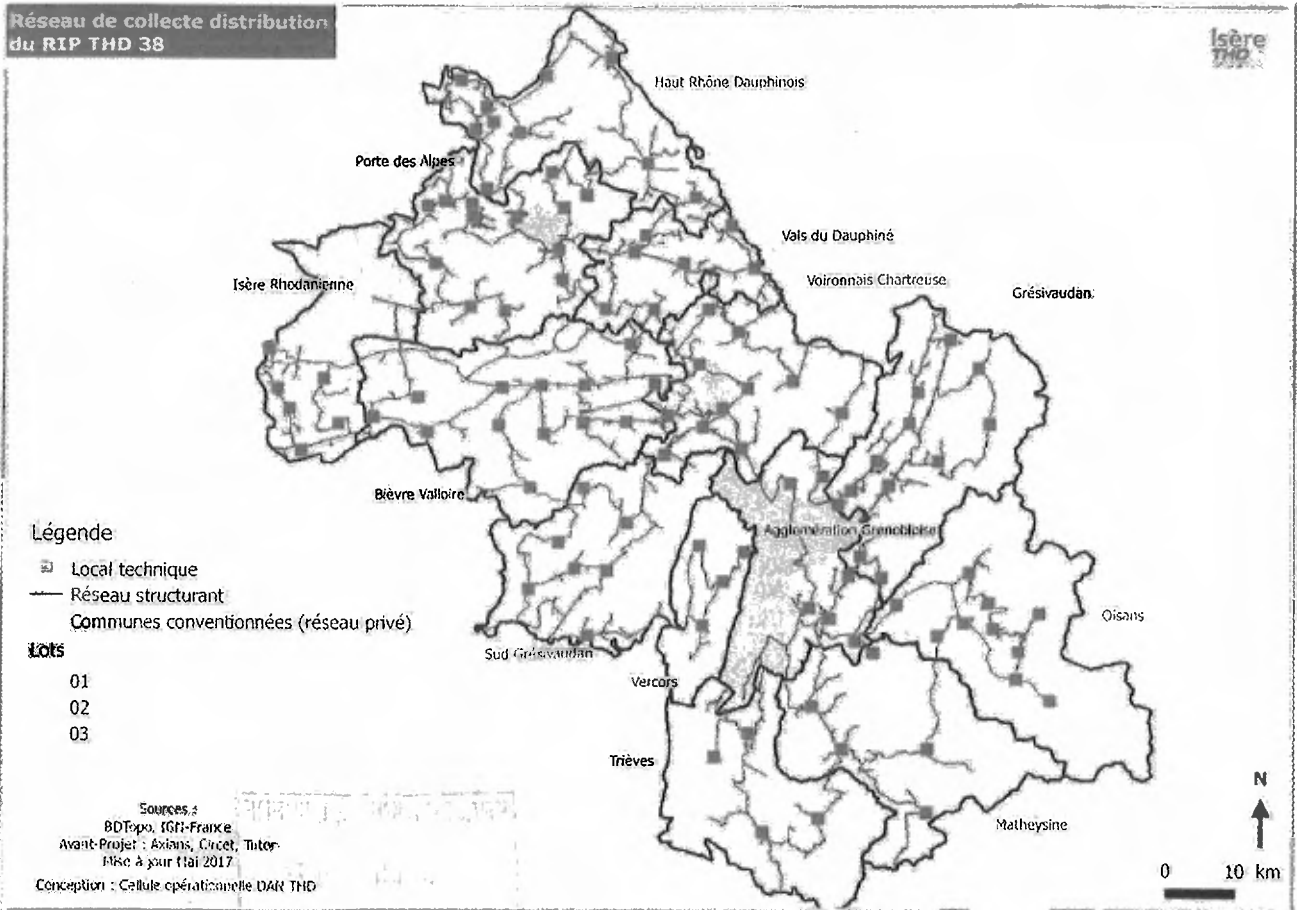 Réseau de collecte distribution
du RIP THD 38
Isère
THD
Haut Rhône Dauphinois
Porte des Alpes
Vals du Dauphiné
Voironnais Chartreuse
Isère Rhodanienne
Grésivaudan
Bièvre Valloire
Agglomération Grenobloise
Légende
Local technique
Réseau structurant
Communes conventionnées (réseau privé)
Lots
01
02
03
Oisans
Sud Grésivaudan
Vercors
Trièves
Matheysine
Sources :
BDTopo, IGN-France
Avant-Projet : Axians, Circet, Tutor
Mise à jour Mai 2017
Conception : Cellule opérationnelle DAN THD
N
0 10 km